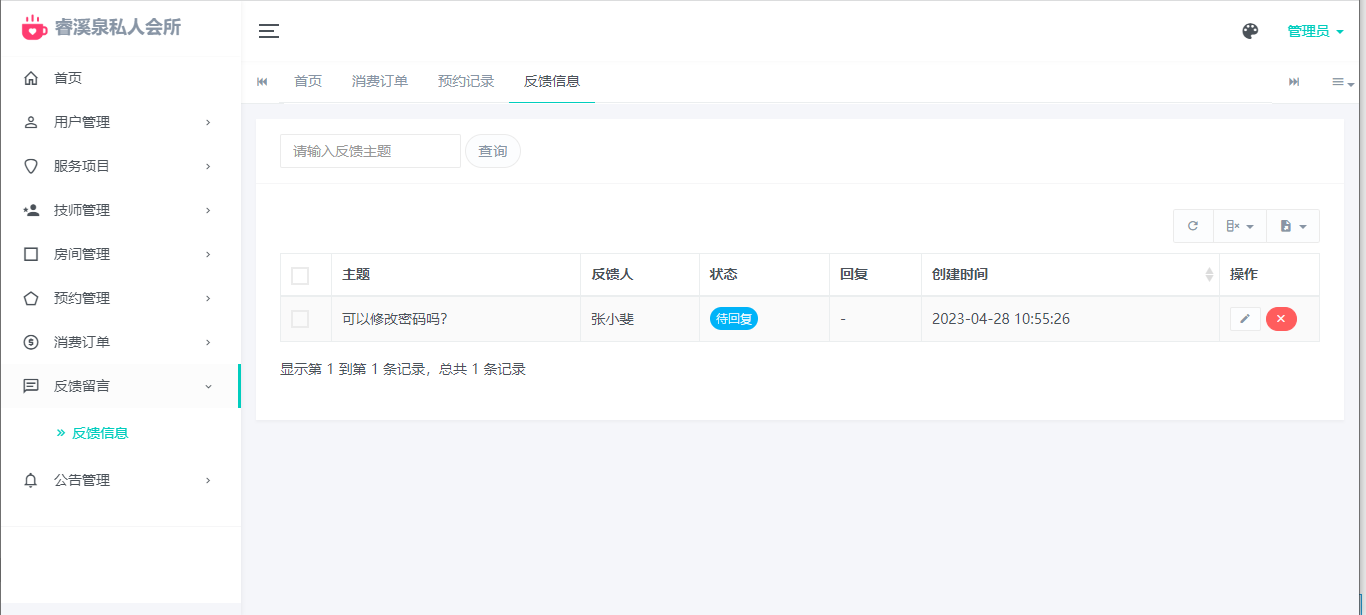 睿溪泉私人会所
管理员
首页
用户管理
服务项目
技师管理
房间管理
预约管理
消费订单
反馈留言
反馈信息
公告管理
首页 消费订单 预约记录 反馈信息
请输入反馈主题 查询
主题 反馈人 状态 回复 创建时间 操作
可以修改密码吗? 张小斐 待回复 - 2023-04-28 10:55:26
显示第 1 到第 1 条记录，总共 1 条记录